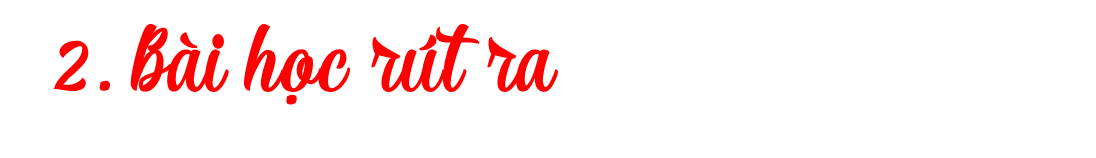 2. Bài học rút ra